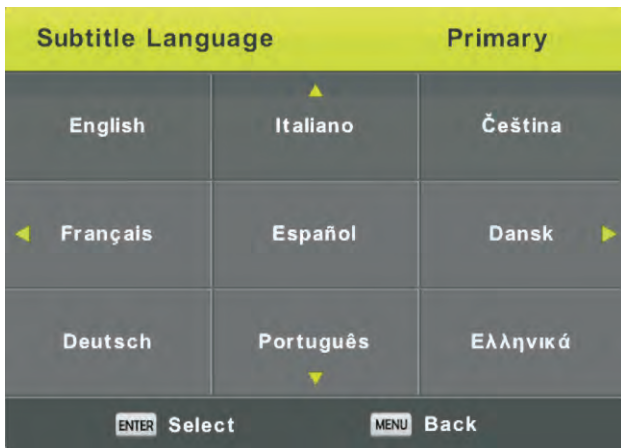 Subtitle Language Primary
English Italiano Čeština
Français Español Dansk
Deutsch Português Ελληνικά
ENTER Select MENU Back